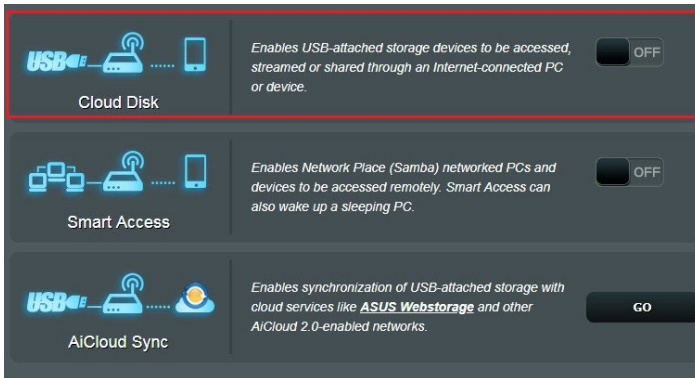 Enables USB-attached storage devices to be accessed,
USB
streamed or shared through an Internet-connected PC
OFF
or device.
Cloud Disk
Enables Network Place (Samba) networked PCs and
devices to be accessed remotely. Smart Access can
OFF
also wake up a sleeping PC.
Smart Access
Enables synchronization of USB-attached storage with
USB
cloud services like ASUS Webstorage and other
GO
AiCloud 2.0-enabled networks.
AiCloud Sync